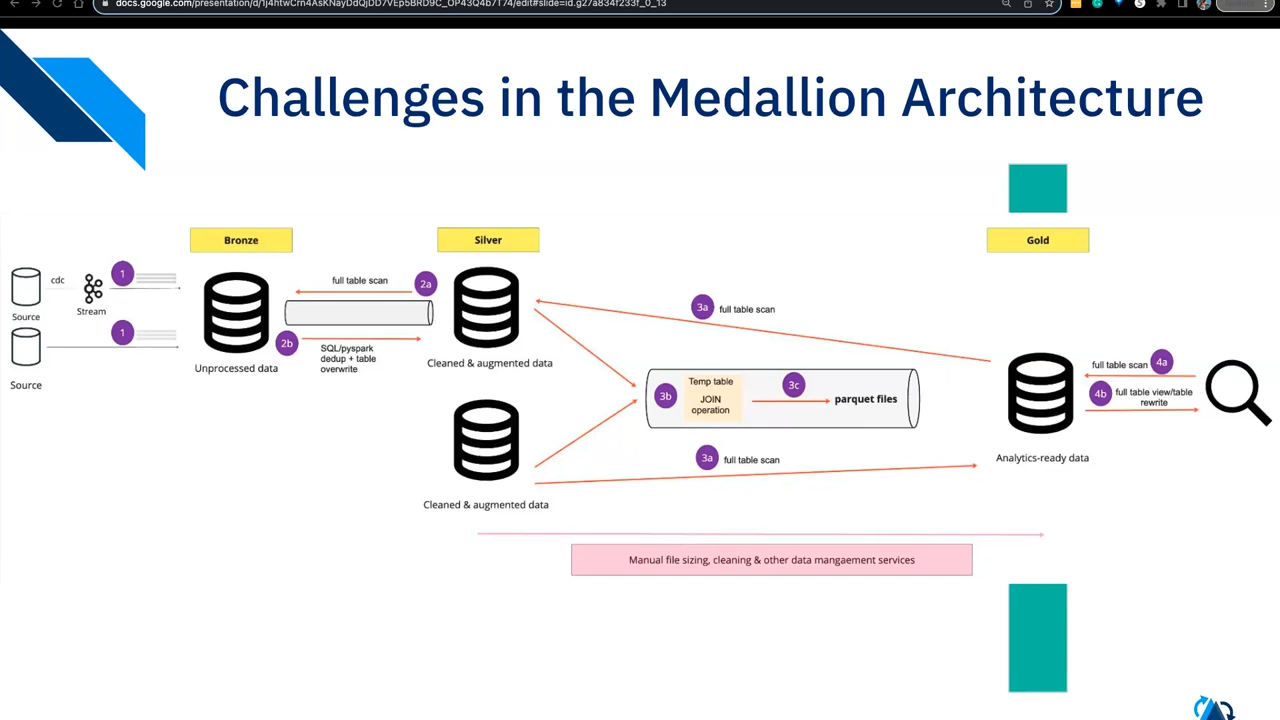 docs.google.com/presentation/d/1j4htwCrn4AsKNayDdQjDD7VEp5BRD9C_OP43Q4b7T74/edit#slide=id.g27a834f233f_0_13
Challenges in the Medallion Architecture
Bronze
Silver
Gold
cdc
1
Source
Stream
1
Source
Unprocessed data
full table scan
2a
2b
SQL/pyspark
dedup + table
overwrite
Cleaned & augmented data
Cleaned & augmented data
3a
full table scan
3b
Temp table
JOIN
operation
3c
parquet files
3a
full table scan
Analytics-ready data
full table scan
4a
4b
full table view/table
rewrite
Manual file sizing, cleaning & other data mangaement services